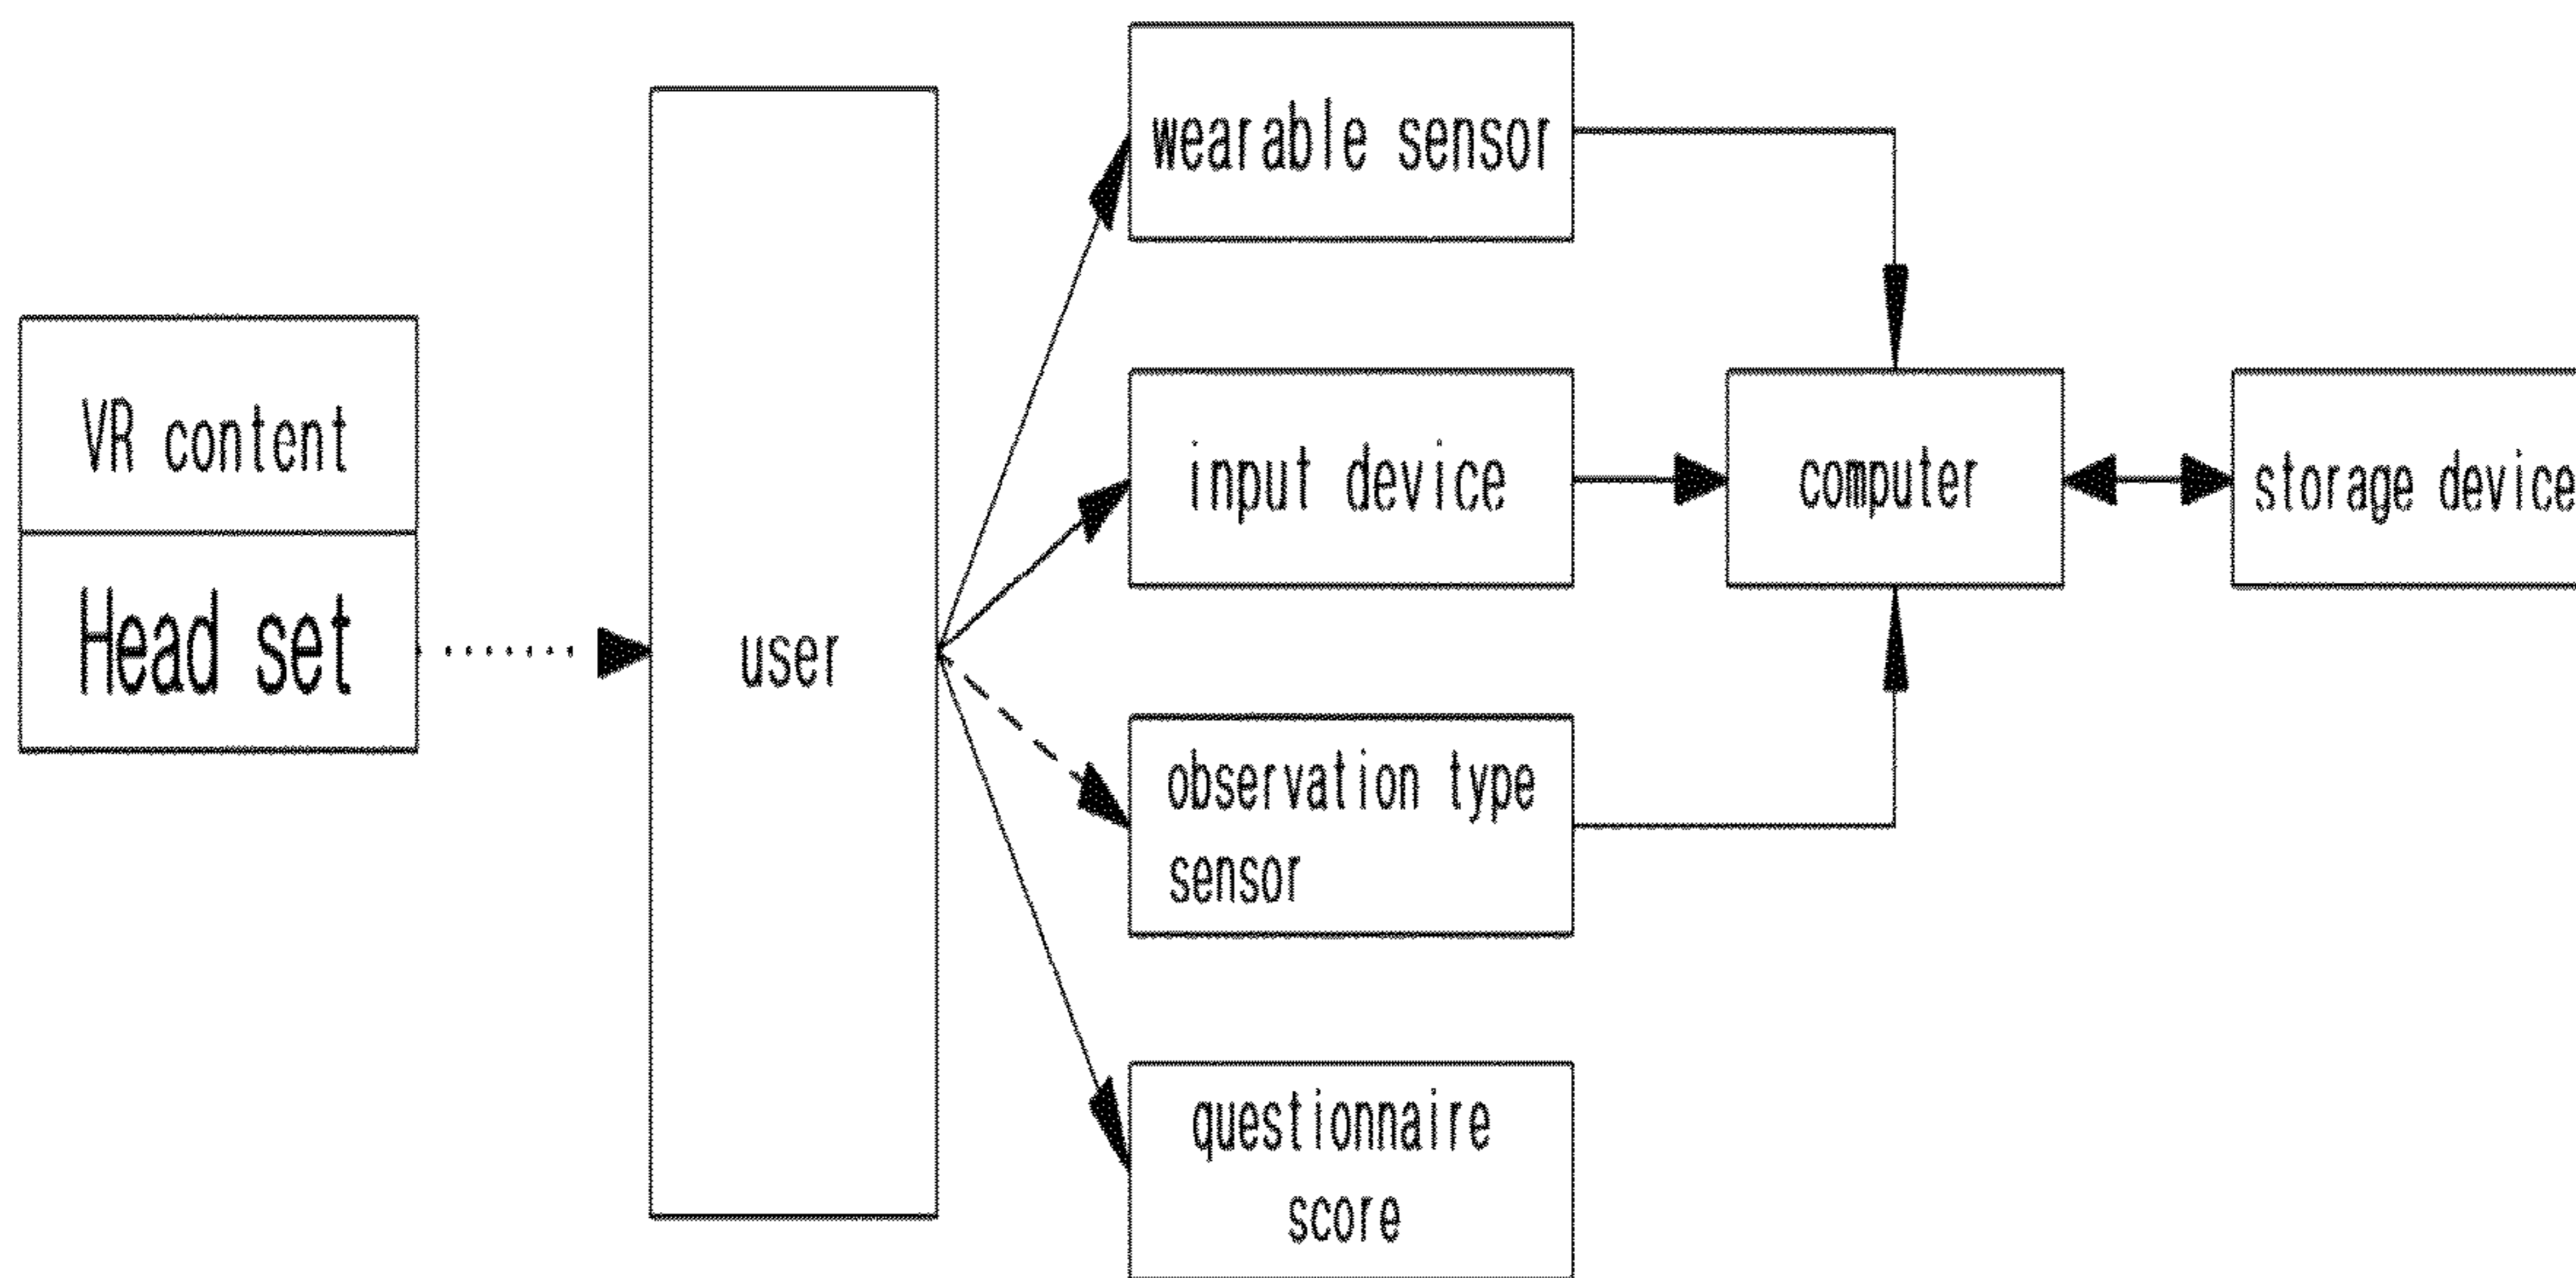 VR content
Head set
user
wearable sensor
input device
observation type
sensor
questionnaire
score
computer
storage device